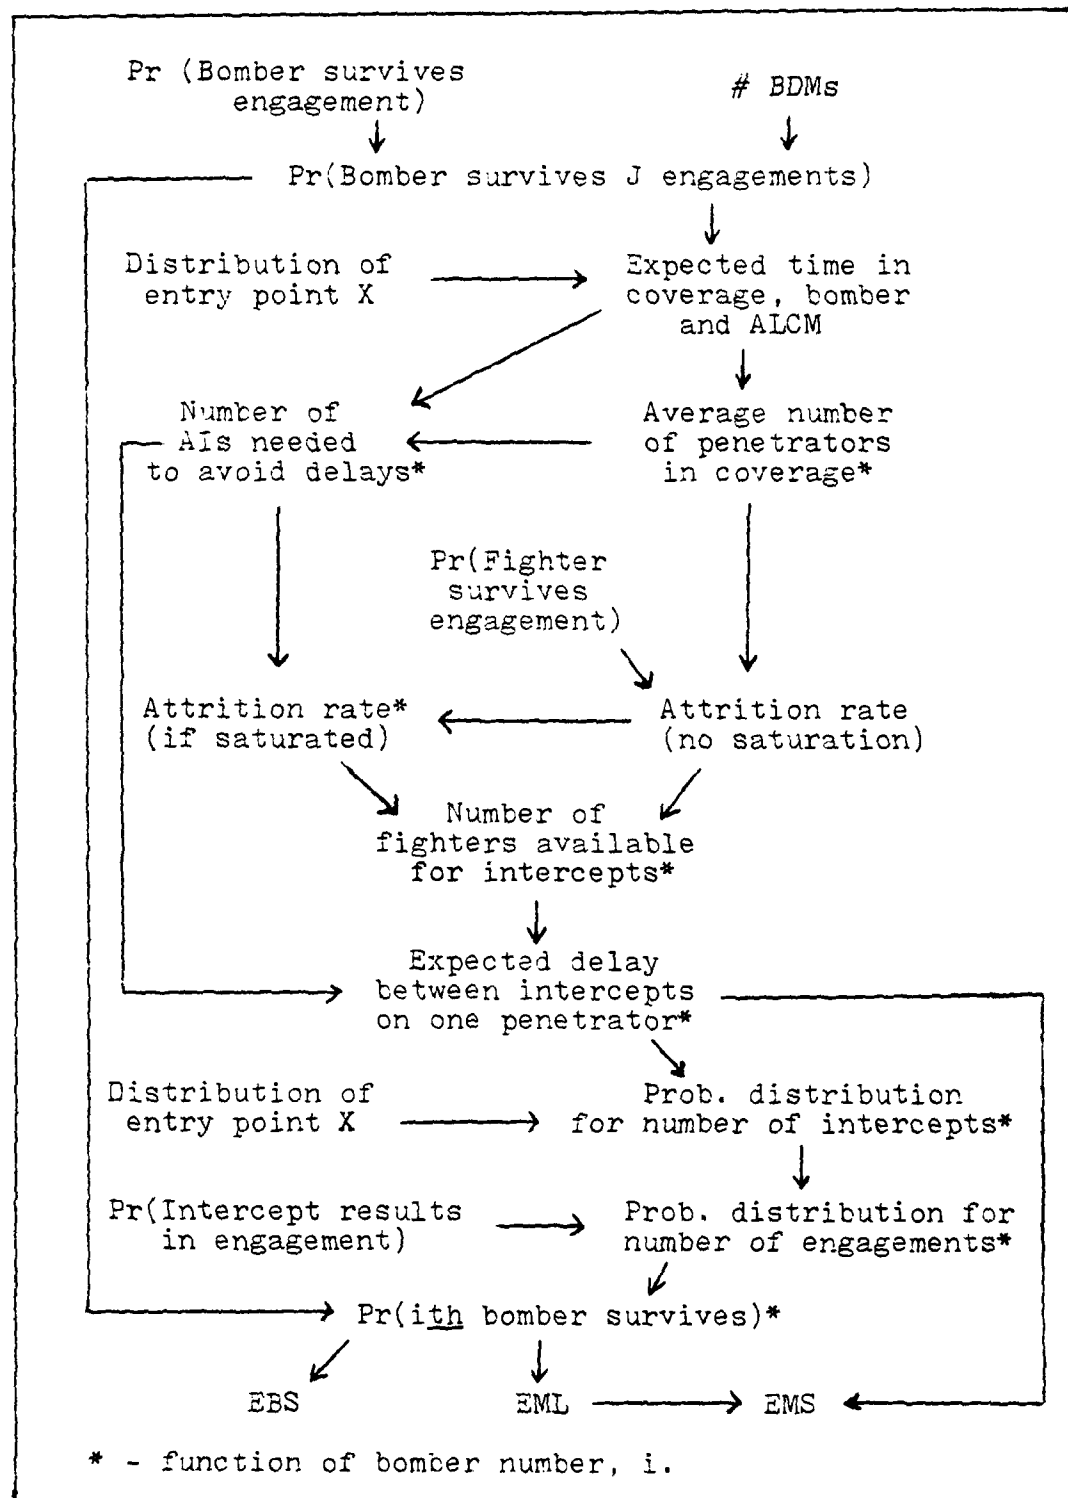 Pr (Bomber survives
engagement)
# BDMs
Pr(Bomber survives J engagements)
Distribution of
entry point X
Expected time in
coverage, bomber
and ALCM
Number of
AIs needed
to avoid delays*
Average number
of penetrators
in coverage*
Pr(Fighter
survives
engagement)
Attrition rate*
(if saturated)
Attrition rate
(no saturation)
Number of
fighters available
for intercepts*
Expected delay
between intercepts
on one penetrator*
Distribution of
entry point X
Prob. distribution
for number of intercepts*
Pr(Intercept results
in engagement)
Prob. distribution for
number of engagements*
Pr(ith bomber survives)*
EBS
EML
EMS
* - function of bomber number, i.